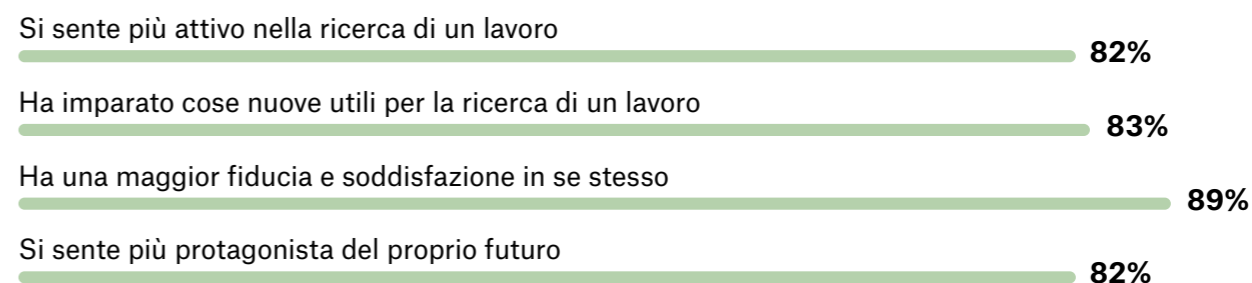 Si sente più attivo nella ricerca di un lavoro
82%
Ha imparato cose nuove utili per la ricerca di un lavoro
83%
Ha una maggior fiducia e soddisfazione in se stesso
89%
Si sente più protagonista del proprio futuro
82%